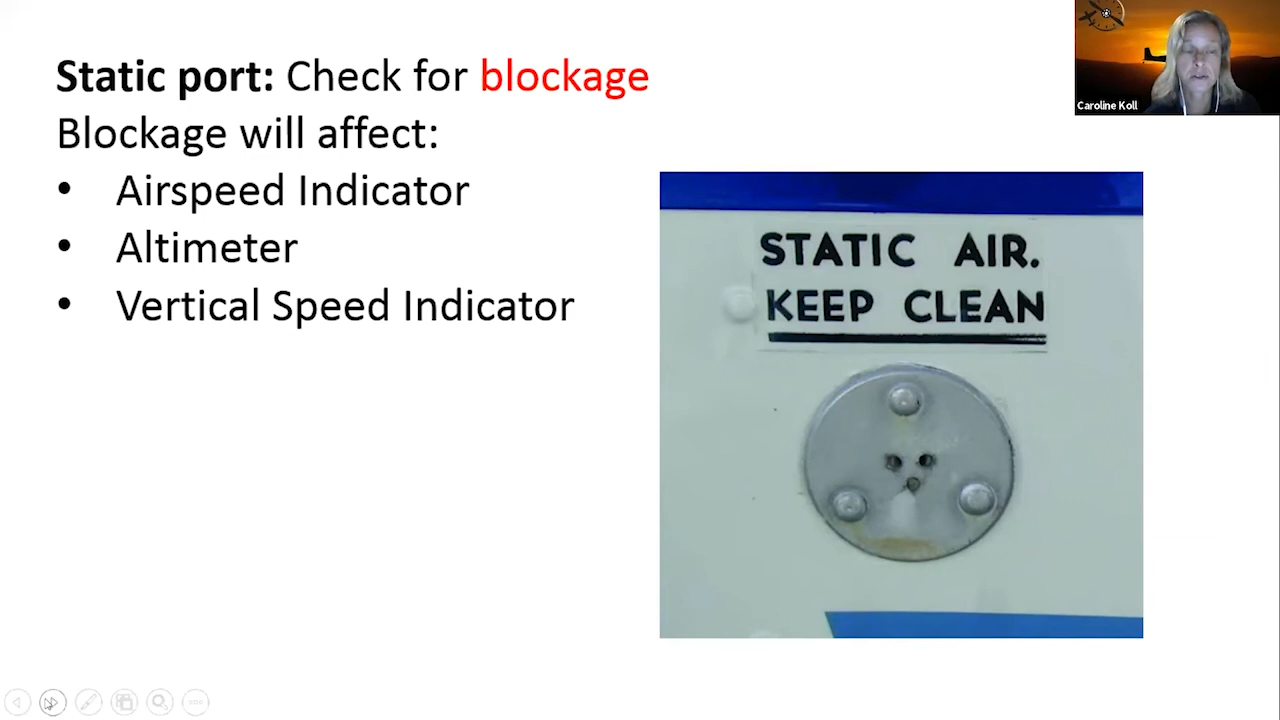 Static port: Check for blockage
Blockage will affect:
• Airspeed Indicator
• Altimeter
• Vertical Speed Indicator
STATIC AIR.
KEEP CLEAN
Caroline Koll